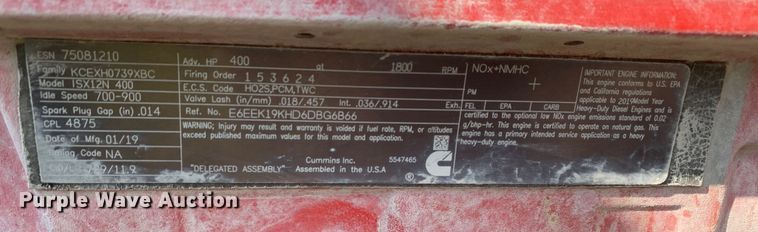 ESN 75081210
Family KCEXH0739XBC
Model ISX12N 400
Idle Speed 700-900
Spark Plug Gap (in) .014
CPL 4875
Date of Mfg 01/19
Timing Code NA
/11.9
Adv. HP 400 at 1800 RPM
Firing Order 1 5 3 6 2 4
E.C.S. Code HO2S,PCM,TWC
Valve Lash (in/mm) .018/.457 Int. .036/.914 Exh.
Ref. No. E6EEK19KHD6DBG6B66
WARNING: Injury may result and warranty is voided if fuel rate, RPM, or altitude
exceed published maximum values for this model and application.
"DELEGATED ASSEMBLY"
Cummins Inc.
Assembled in the U.S.A
5547465
NOx+NMHC
+
PM
FEL EPA CARB
IMPORTANT ENGINE INFORMATION
This engine conforms to US EPA
and California regulations
applicable to 2019 Model Year
Heavy-Duty Diesel Engines and is
certified to the optional low NOx engine emissions standard of 0.02
g/bhp-hr. This engine is certified to operate on natural gas. This
engine has a primary intended service application as a heavy
heavy-duty engine.
Purple Wave Auction